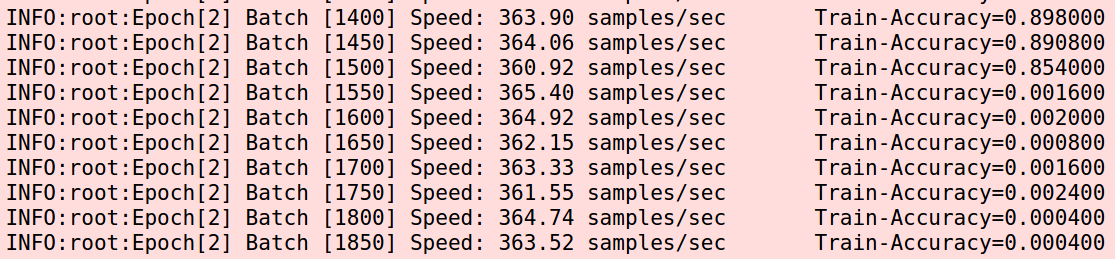 INFO:root:Epoch[2] Batch [1400] Speed: 363.90 samples/sec Train-Accuracy=0.898000
INFO:root:Epoch[2] Batch [1450] Speed: 364.06 samples/sec Train-Accuracy=0.890800
INFO:root:Epoch[2] Batch [1500] Speed: 360.92 samples/sec Train-Accuracy=0.854000
INFO:root:Epoch[2] Batch [1550] Speed: 365.40 samples/sec Train-Accuracy=0.001600
INFO:root:Epoch[2] Batch [1600] Speed: 364.92 samples/sec Train-Accuracy=0.002000
INFO:root:Epoch[2] Batch [1650] Speed: 362.15 samples/sec Train-Accuracy=0.000800
INFO:root:Epoch[2] Batch [1700] Speed: 363.33 samples/sec Train-Accuracy=0.001600
INFO:root:Epoch[2] Batch [1750] Speed: 361.55 samples/sec Train-Accuracy=0.002400
INFO:root:Epoch[2] Batch [1800] Speed: 364.74 samples/sec Train-Accuracy=0.000400
INFO:root:Epoch[2] Batch [1850] Speed: 363.52 samples/sec Train-Accuracy=0.000400